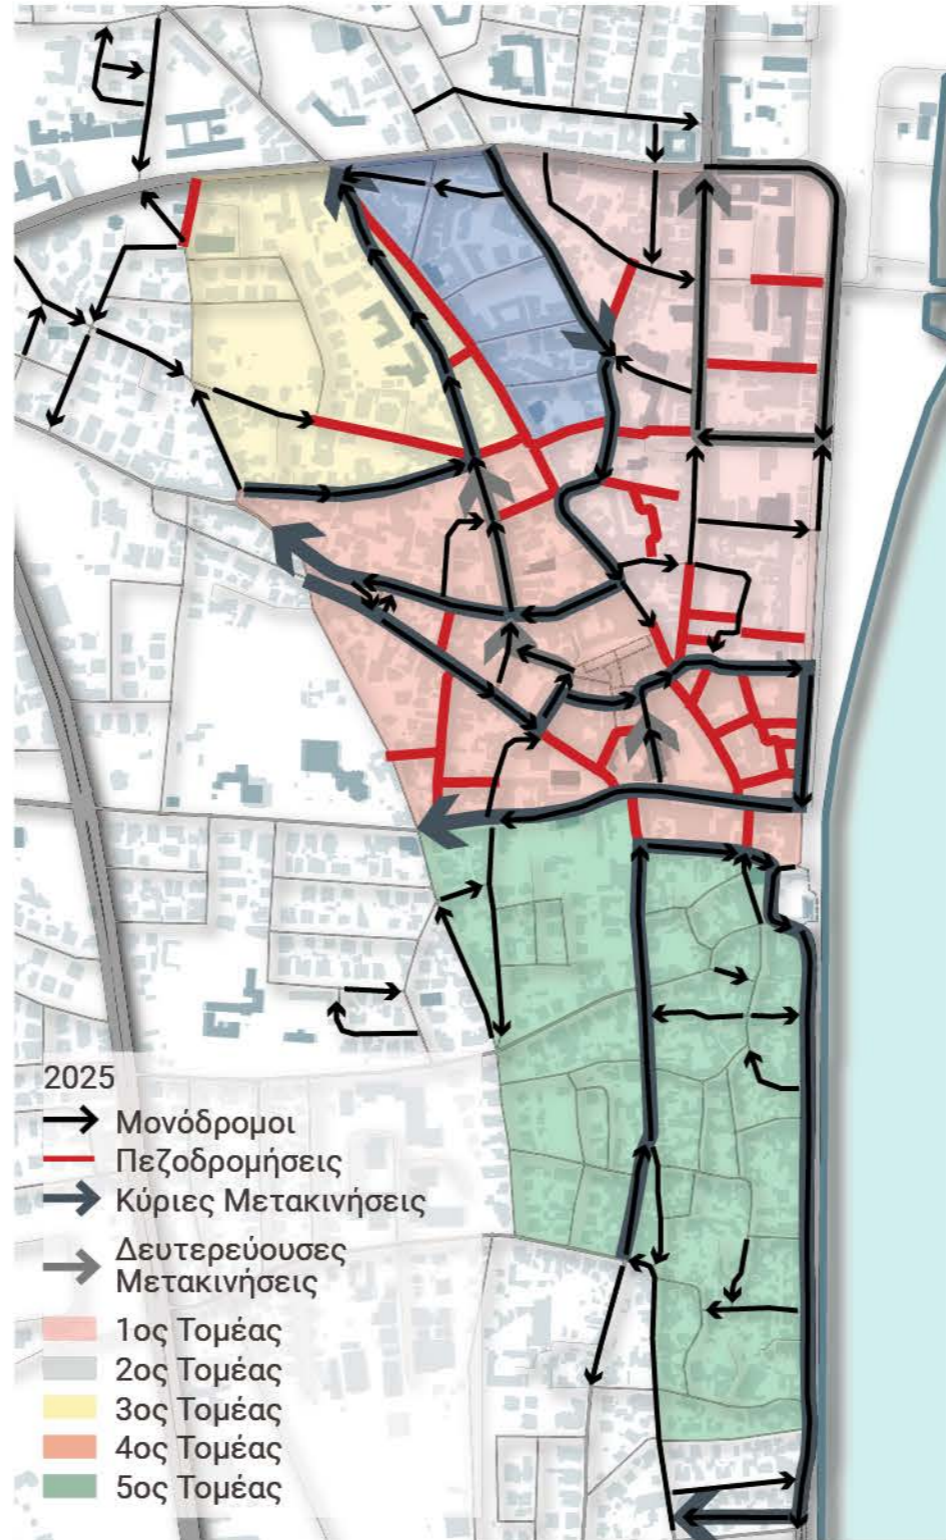 2025
Μονόδρομοι
Πεζοδρομήσεις
Κύριες Μετακινήσεις
Δευτερεύουσες
Μετακινήσεις
1ος Τομέας
2ος Τομέας
3ος Τομέας
4ος Τομέας
5ος Τομέας